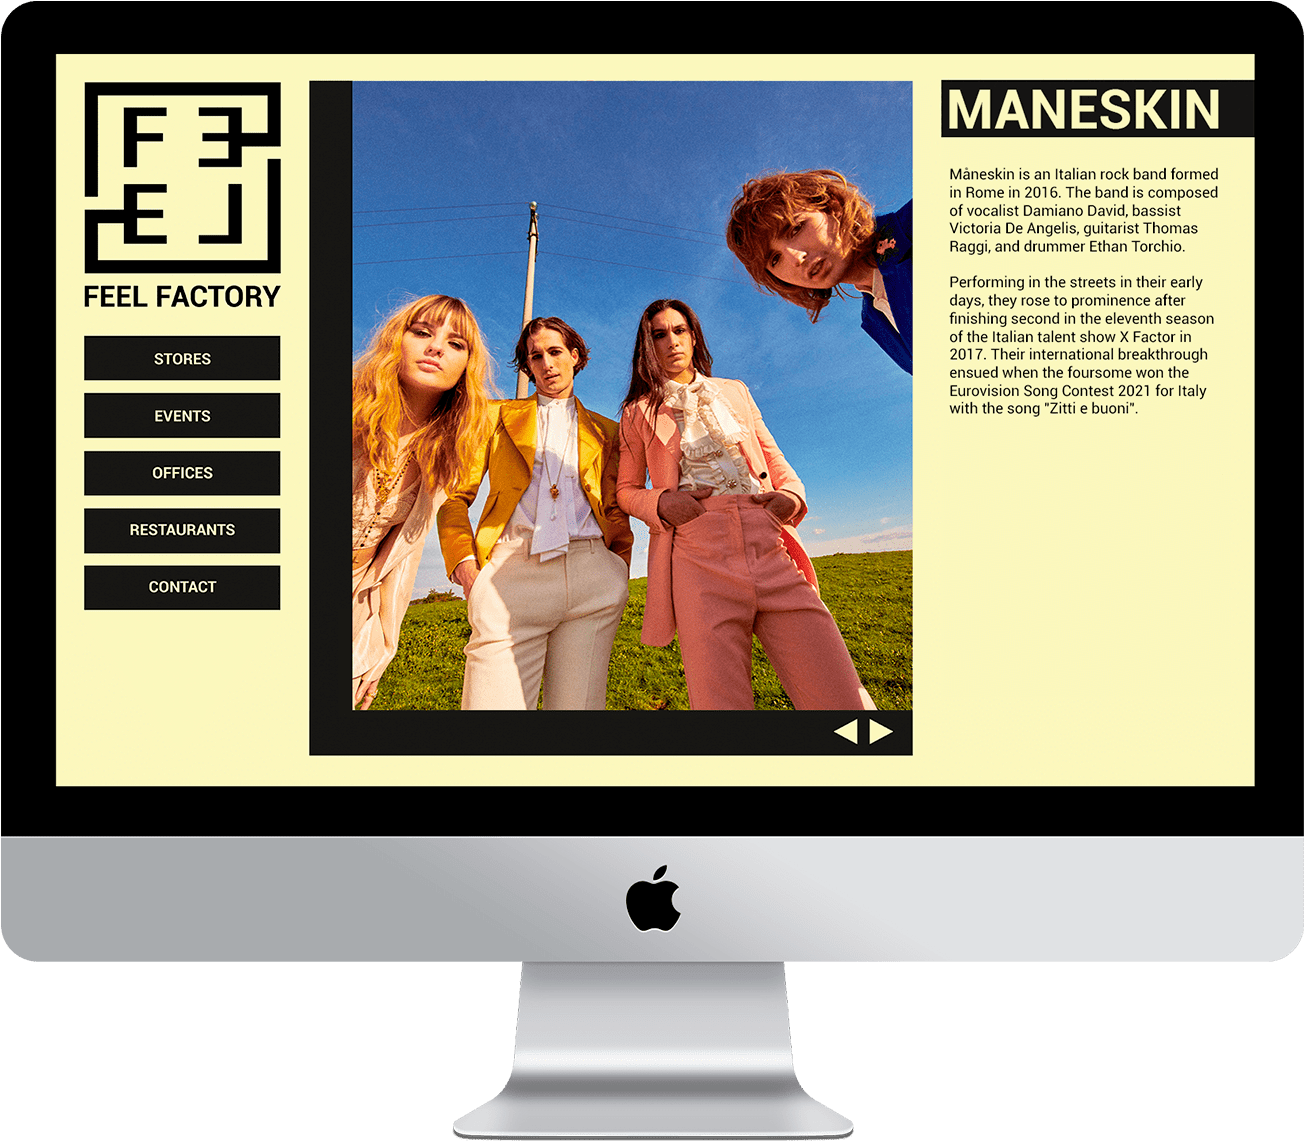 F E
E L
FEEL FACTORY
STORES
EVENTS
OFFICES
RESTAURANTS
CONTACT
MANESKIN
Måneskin is an Italian rock band formed
in Rome in 2016. The band is composed
of vocalist Damiano David, bassist
Victoria De Angelis, guitarist Thomas
Raggi, and drummer Ethan Torchio.
Performing in the streets in their early
days, they rose to prominence after
finishing second in the eleventh season
of the Italian talent show X Factor in
2017. Their international breakthrough
ensued when the foursome won the
Eurovision Song Contest 2021 for Italy
with the song "Zitti e buoni".